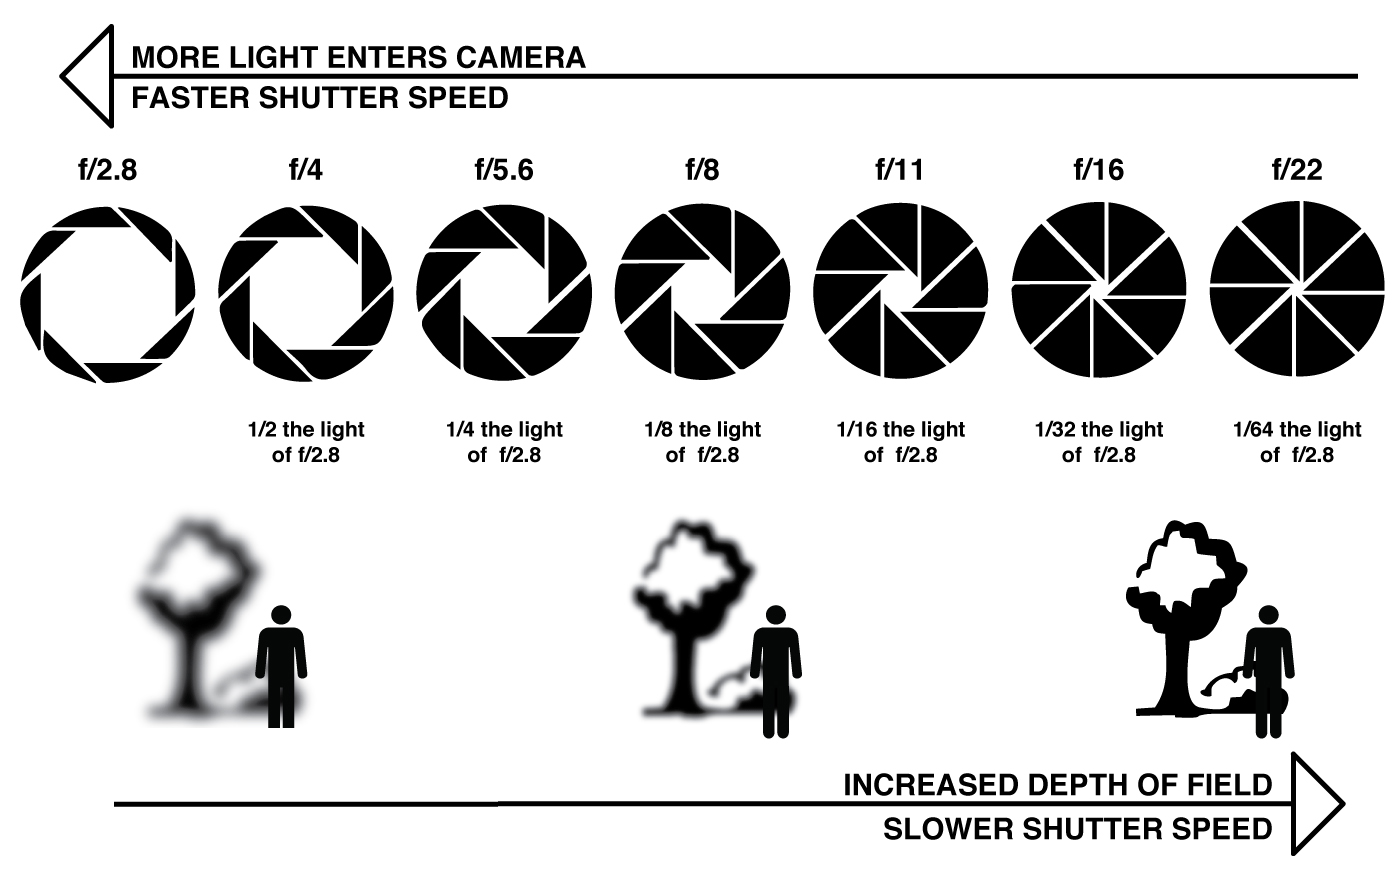 MORE LIGHT ENTERS CAMERA
FASTER SHUTTER SPEED
f/2.8 f/4 f/5.6 f/8 f/11 f/16 f/22
1/2 the light 1/4 the light 1/8 the light 1/16 the light 1/32 the light 1/64 the light
of f/2.8 of f/2.8 of f/2.8 of f/2.8 of f/2.8 of f/2.8
INCREASED DEPTH OF FIELD
SLOWER SHUTTER SPEED